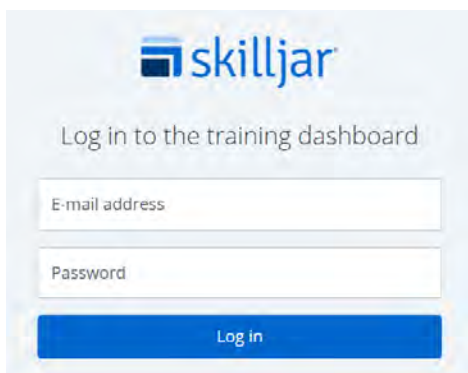 skilljar
Log in to the training dashboard
E-mail address
Password
Log in